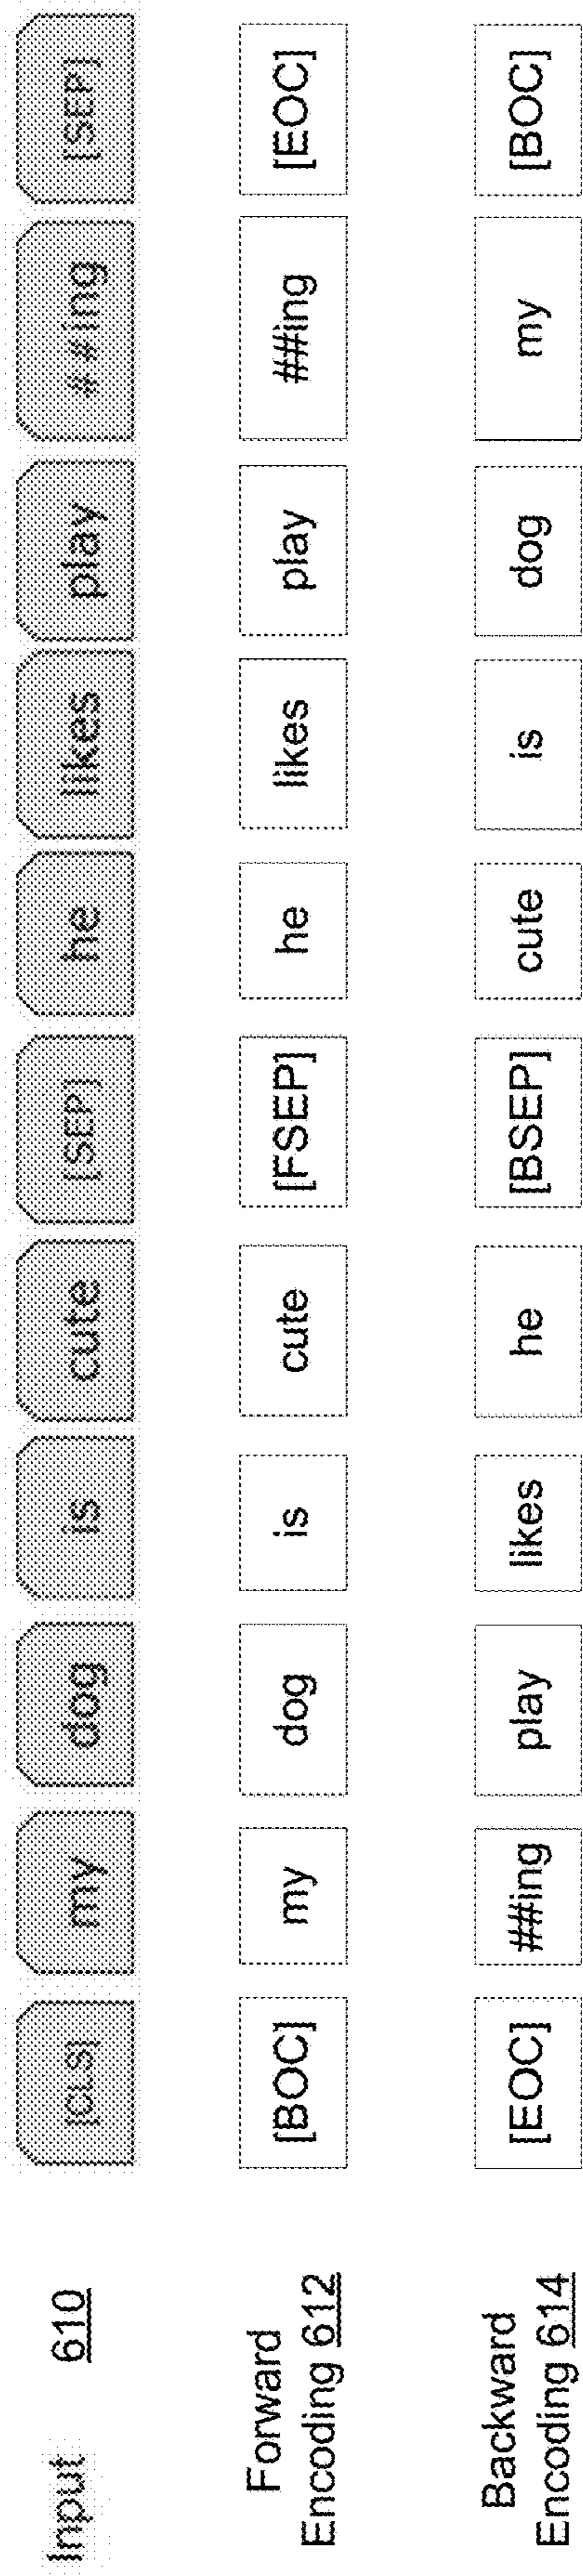 Input 610 [CLS] my dog is cute [SEP] he likes play ##ing [SEP]
Forward
Encoding 612 [BOC] my dog is cute [FSEP] he likes play ##ing [EOC]
Backward
Encoding 614 [EOC] ##ing play likes he [BSEP] cute is dog my [BOC]